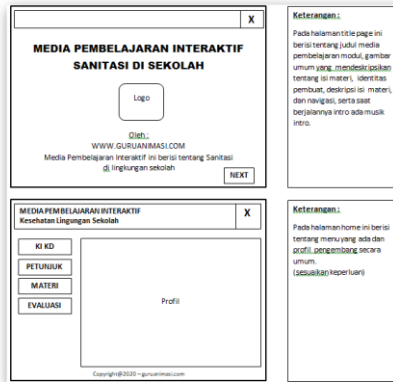 X
MEDIA PEMBELAJARAN INTERAKTIF
SANITASI DI SEKOLAH
Logo
Oleh :
WWW.GURUANIMASI.COM
Media Pembelajaran Interaktif ini berisi tentang Sanitasi
di lingkungan sekolah
NEXT
Keterangan :
Pada halaman title page ini
berisi tentang judul media
pembelajaran modul, gambar
umum yang mendeskripsikan
tentang isi materi, identitas
pembuat, deskripsi isi materi,
dan navigasi, serta saat
berjalannya intro ada musik
intro.
MEDIA PEMBELAJARAN INTERAKTIF
Kesehatan Lingungan Sekolah
X
KI KD
PETUNJUK
MATERI
EVALUASI
Profil
Copyright@2020 – guruanimasi.com
Keterangan :
Pada halaman home ini berisi
tentang menu yang ada dan
profil pengembang secara
umum.
(sesuaikan keperluan)